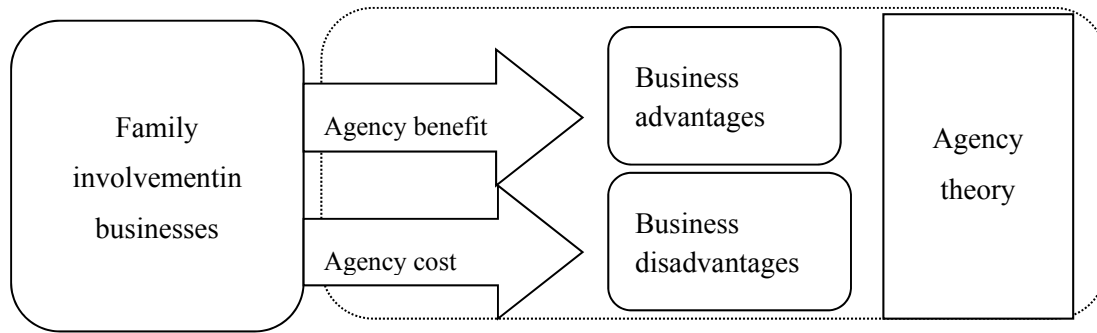 Family
involvementin
businesses
Agency benefit
Agency cost
Business
advantages
Business
disadvantages
Agency
theory